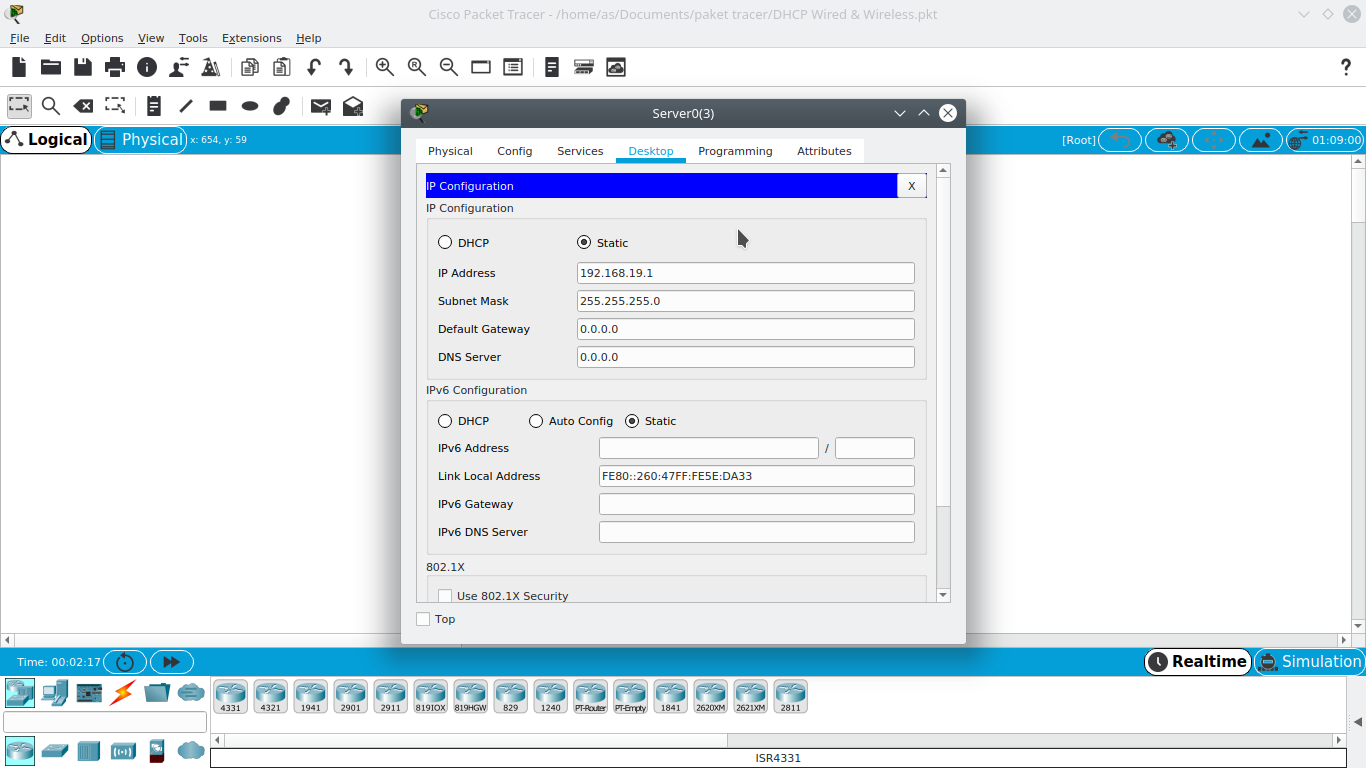 Cisco Packet Tracer - /home/as/Documents/paket tracer/DHCP Wired & Wireless.pkt
File Edit Options View Tools Extensions Help
Server0(3)
Logical Physical x: 654, y: 59 [Root] 01:09:00
Physical Config Services Desktop Programming Attributes
IP Configuration X
IP Configuration
DHCP Static
IP Address 192.168.19.1
Subnet Mask 255.255.255.0
Default Gateway 0.0.0.0
DNS Server 0.0.0.0
IPv6 Configuration
DHCP Auto Config Static
IPv6 Address /
Link Local Address FE80::260:47FF:FE5E:DA33
IPv6 Gateway
IPv6 DNS Server
802.1X
Use 802.1X Security
Top
Time: 00:02:17 Realtime Simulation
4331 4321 1941 2901 2911 819IOX 819HGW 829 1240 PT-Router PT-Empty 1841 2620XM 2621XM 2811
ISR4331